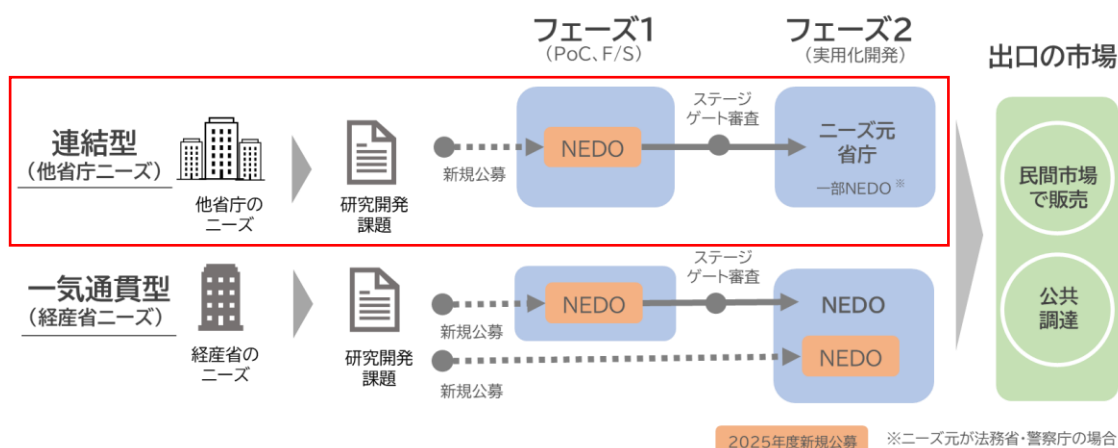 フェーズ1
(PoC、F/S)
フェーズ2
(実用化開発)
出口の市場
連結型
(他省庁ニーズ)
他省庁の
ニーズ
研究開発
課題
新規公募
NEDO
ステージ
ゲート審査
ニーズ元
省庁
一部NEDO※
民間市場
で販売
公共
調達
一気通貫型
(経産省ニーズ)
経産省の
ニーズ
研究開発
課題
新規公募
NEDO
ステージ
ゲート審査
NEDO
新規公募
NEDO
2025年度新規公募
※ニーズ元が法務省・警察庁の場合